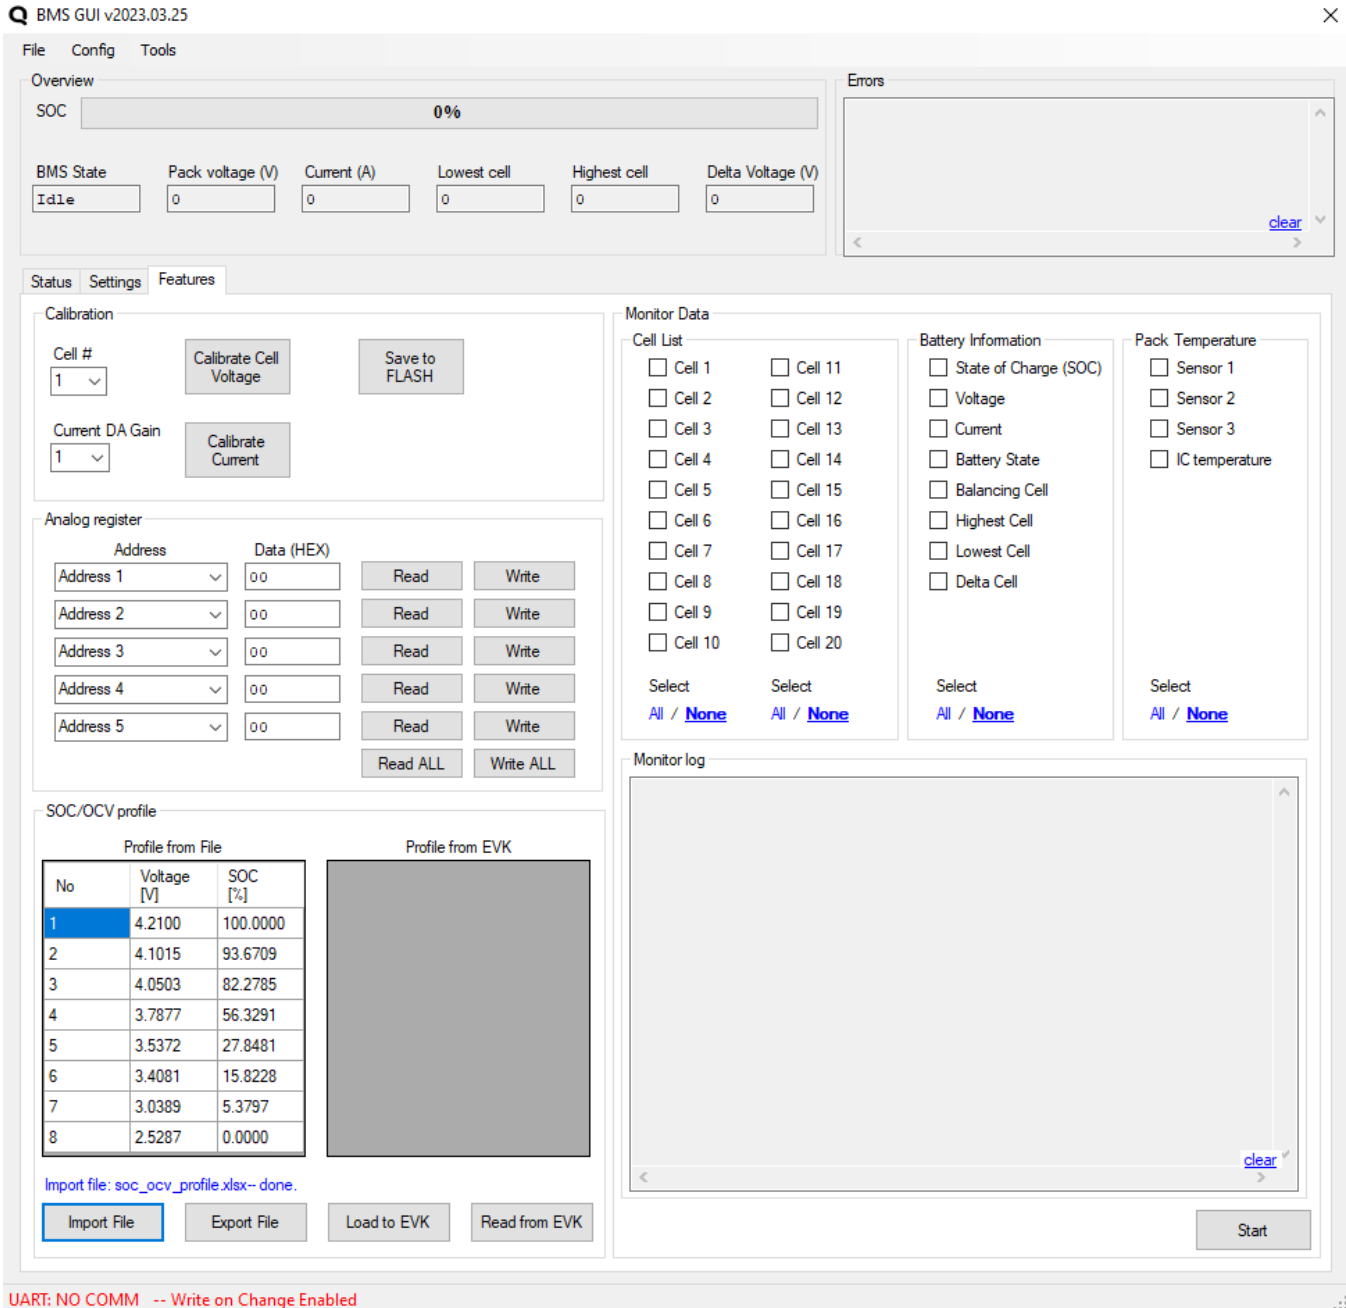 BMS GUI v2023.03.25
File Config Tools
Overview
SOC 0%
BMS State Pack voltage (V) Current (A) Lowest cell Highest cell Delta Voltage (V)
Idle 0 0 0 0 0
Errors
clear
Status Settings Features
Calibration
Cell #
1
Calibrate Cell
Voltage
Save to
FLASH
Current DA Gain
1
Calibrate
Current
Analog register
Address Data (HEX)
Address 1 00 Read Write
Address 2 00 Read Write
Address 3 00 Read Write
Address 4 00 Read Write
Address 5 00 Read Write
Read ALL Write ALL
SOC/OCV profile
Profile from File
No Voltage [V] SOC [%]
1 4.2100 100.0000
2 4.1015 93.6709
3 4.0503 82.2785
4 3.7877 56.3291
5 3.5372 27.8481
6 3.4081 15.8228
7 3.0389 5.3797
8 2.5287 0.0000
Profile from EVK
Import file: soc_ocv_profile.xlsx-- done.
Import File Export File Load to EVK Read from EVK
Monitor Data
Cell List
Cell 1 Cell 11
Cell 2 Cell 12
Cell 3 Cell 13
Cell 4 Cell 14
Cell 5 Cell 15
Cell 6 Cell 16
Cell 7 Cell 17
Cell 8 Cell 18
Cell 9 Cell 19
Cell 10 Cell 20
Select Select
All / None All / None
Battery Information
State of Charge (SOC)
Voltage
Current
Battery State
Balancing Cell
Highest Cell
Lowest Cell
Delta Cell
Select
All / None
Pack Temperature
Sensor 1
Sensor 2
Sensor 3
IC temperature
Select
All / None
Monitor log
clear
Start
UART: NO COMM -- Write on Change Enabled